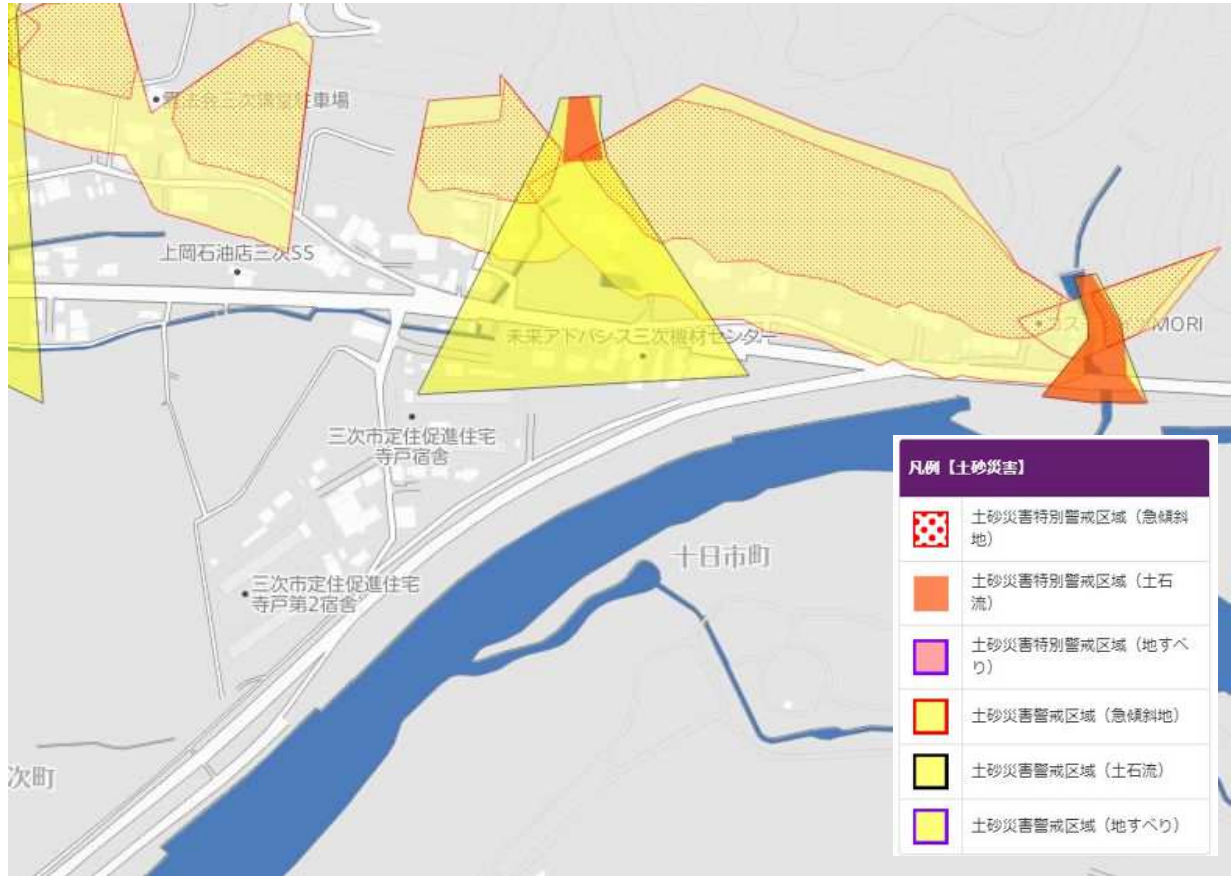 車場
上岡石油店三次SS
未来アドバンス三次機材センター
MORI
三次市定住促進住宅
寺戸宿舎
十日市町
三次市定住促進住宅
寺戸第2宿舎
次町
凡例【土砂災害】
土砂災害特別警戒区域（急傾斜
地）
土砂災害特別警戒区域（土石
流）
土砂災害特別警戒区域（地すべ
り）
土砂災害警戒区域（急傾斜地）
土砂災害警戒区域（土石流）
土砂災害警戒区域（地すべり）